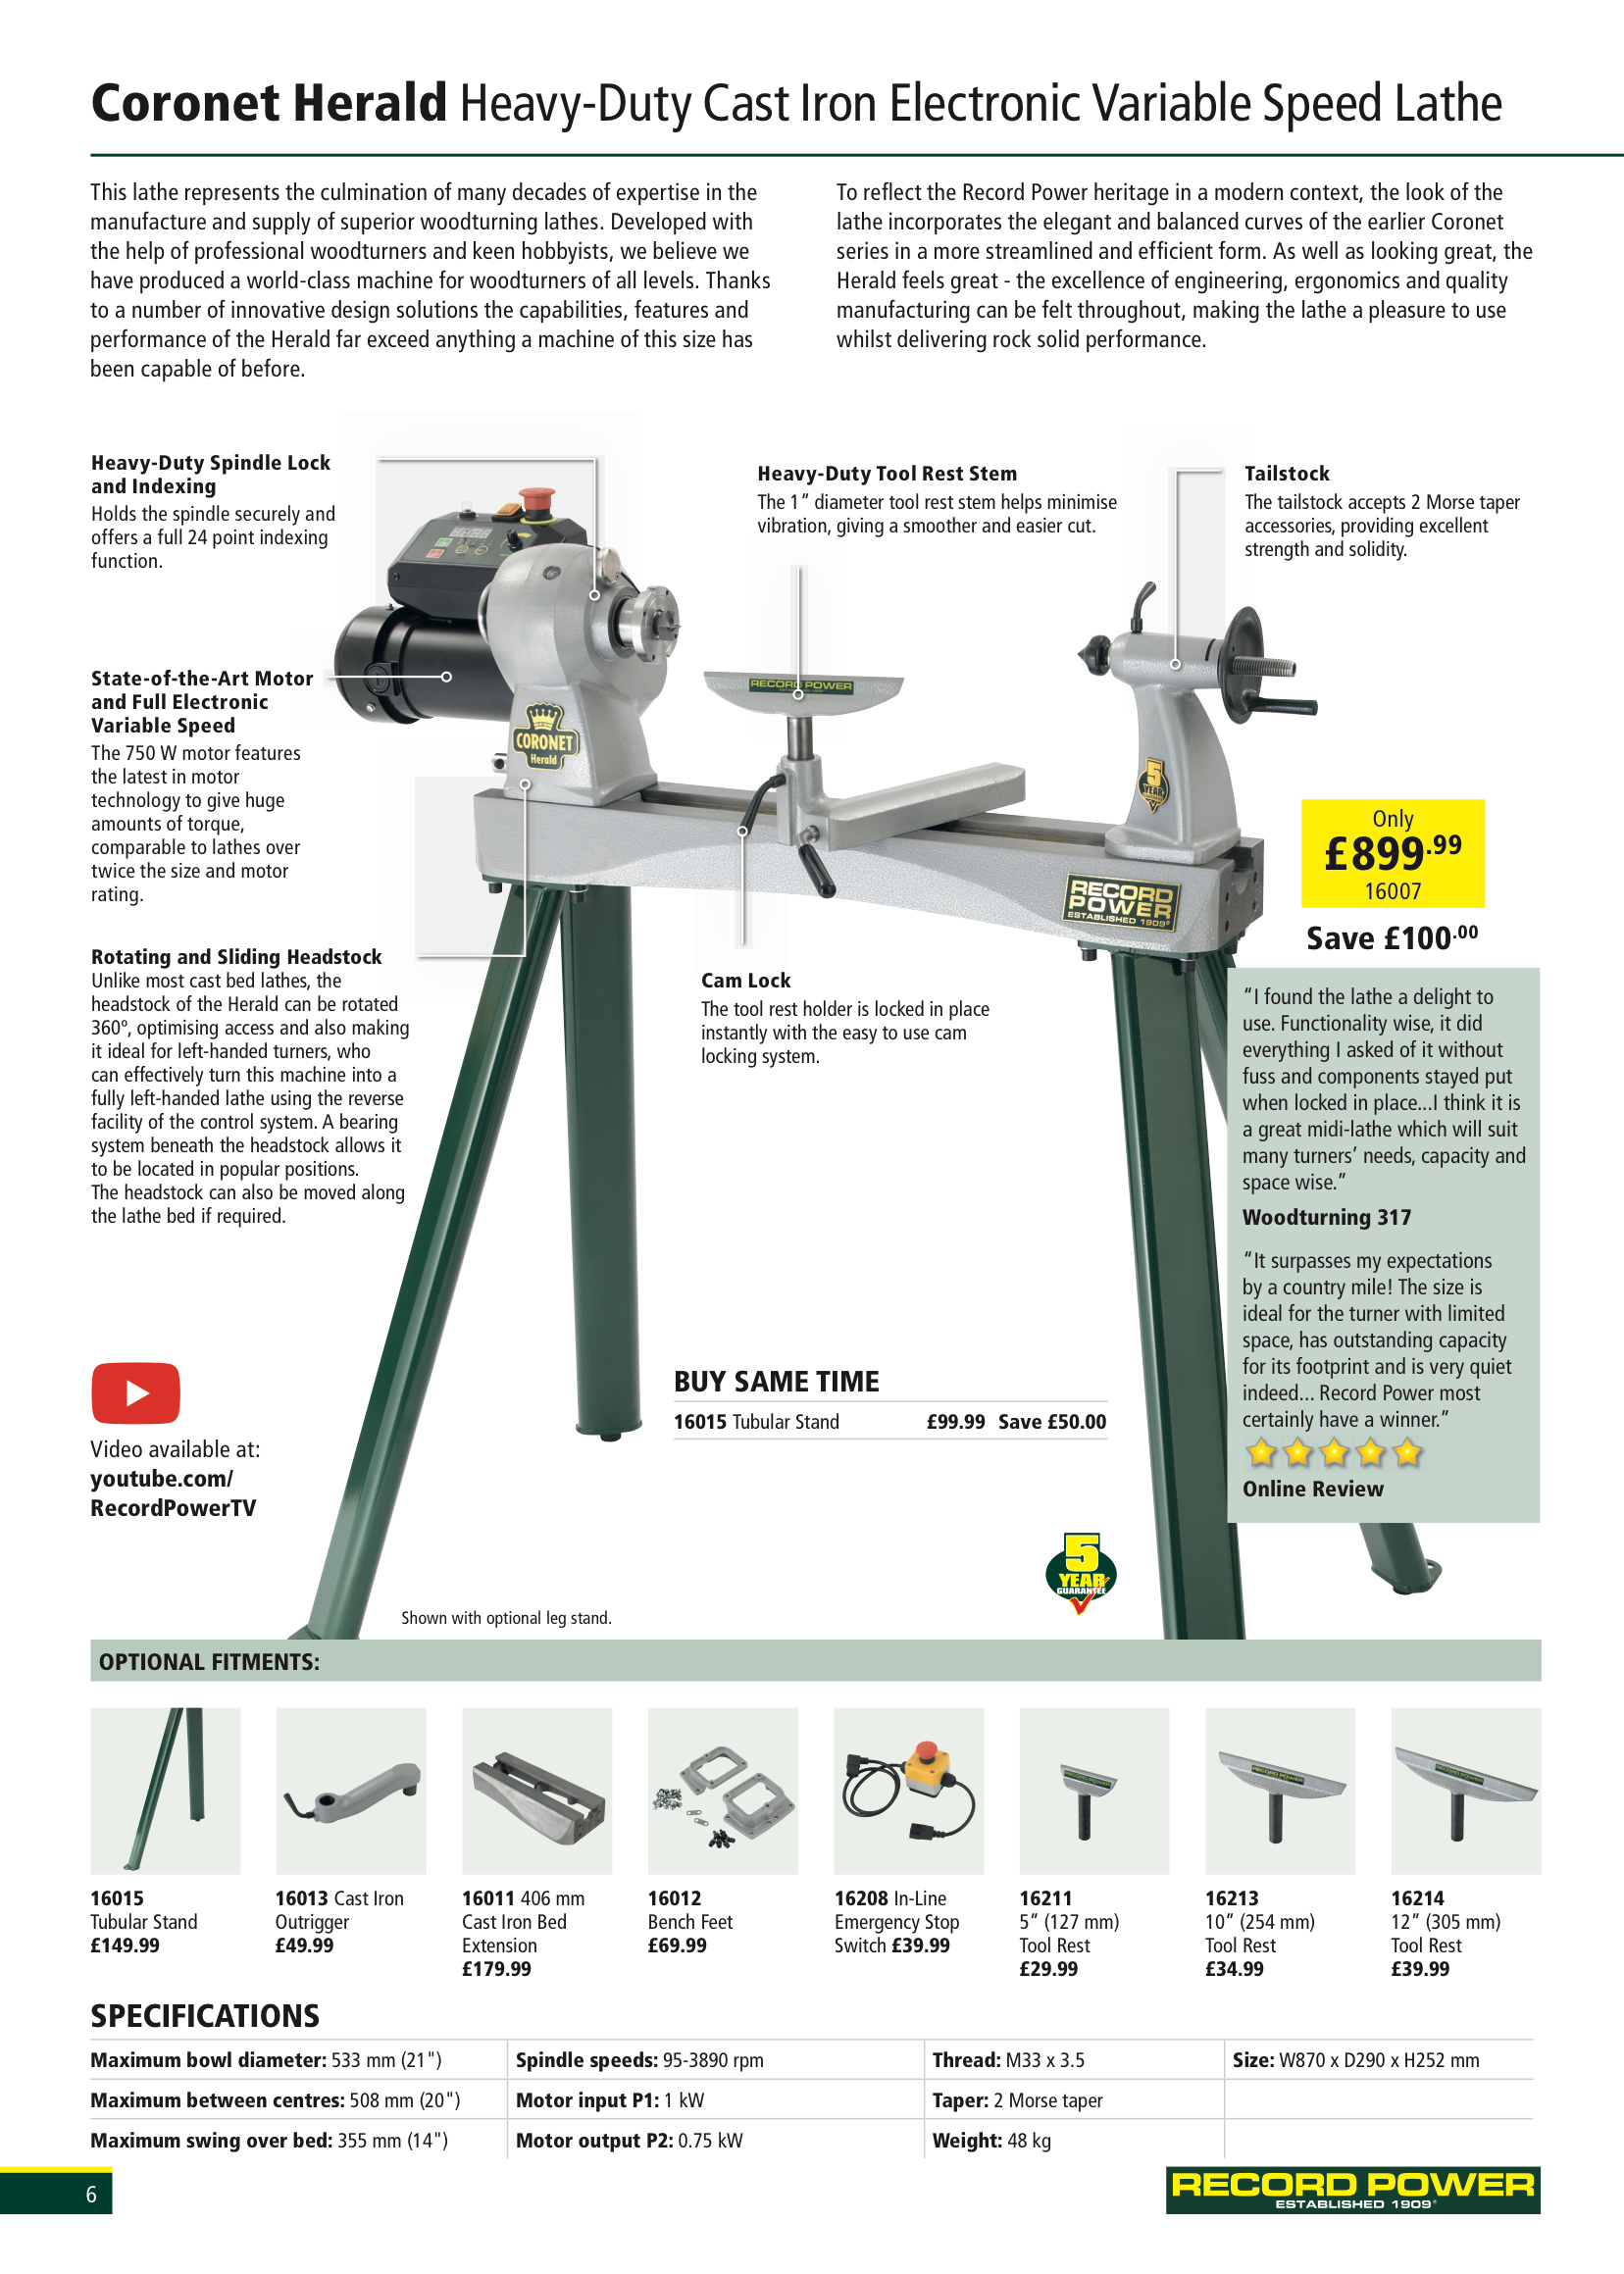 Coronet Herald Heavy-Duty Cast Iron Electronic Variable Speed Lathe
This lathe represents the culmination of many decades of expertise in the
manufacture and supply of superior woodturning lathes. Developed with
the help of professional woodturners and keen hobbyists, we believe we
have produced a world-class machine for woodturners of all levels. Thanks
to a number of innovative design solutions the capabilities, features and
performance of the Herald far exceed anything a machine of this size has
been capable of before.
To reflect the Record Power heritage in a modern context, the look of the
lathe incorporates the elegant and balanced curves of the earlier Coronet
series in a more streamlined and efficient form. As well as looking great, the
Herald feels great - the excellence of engineering, ergonomics and quality
manufacturing can be felt throughout, making the lathe a pleasure to use
whilst delivering rock solid performance.
Heavy-Duty Spindle Lock
and Indexing
Holds the spindle securely and
offers a full 24 point indexing
function.
Heavy-Duty Tool Rest Stem
The 1” diameter tool rest stem helps minimise
vibration, giving a smoother and easier cut.
Tailstock
The tailstock accepts 2 Morse taper
accessories, providing excellent
strength and solidity.
State-of-the-Art Motor
and Full Electronic
Variable Speed
The 750 W motor features
the latest in motor
technology to give huge
amounts of torque,
comparable to lathes over
twice the size and motor
rating.
RECORD POWER
CORONET
Herald
5
YEAR
RECORD
POWER
ESTABLISHED 1909®
Only
£899.99
16007
Save £100.00
Rotating and Sliding Headstock
Unlike most cast bed lathes, the
headstock of the Herald can be rotated
360º, optimising access and also making
it ideal for left-handed turners, who
can effectively turn this machine into a
fully left-handed lathe using the reverse
facility of the control system. A bearing
system beneath the headstock allows it
to be located in popular positions.
The headstock can also be moved along
the lathe bed if required.
Cam Lock
The tool rest holder is locked in place
instantly with the easy to use cam
locking system.
“I found the lathe a delight to
use. Functionality wise, it did
everything I asked of it without
fuss and components stayed put
when locked in place...I think it is
a great midi-lathe which will suit
many turners’ needs, capacity and
space wise.”
Woodturning 317
“It surpasses my expectations
by a country mile! The size is
ideal for the turner with limited
space, has outstanding capacity
for its footprint and is very quiet
indeed... Record Power most
certainly have a winner.”
Online Review
Video available at:
youtube.com/
RecordPowerTV
BUY SAME TIME
16015 Tubular Stand £99.99 Save £50.00
5
YEAR
GUARANTEE
Shown with optional leg stand.
OPTIONAL FITMENTS:
RECORD POWER
RECORD POWER
RECORD POWER
16015
Tubular Stand
£149.99
16013 Cast Iron
Outrigger
£49.99
16011 406 mm
Cast Iron Bed
Extension
£179.99
16012
Bench Feet
£69.99
16208 In-Line
Emergency Stop
Switch £39.99
16211
5” (127 mm)
Tool Rest
£29.99
16213
10” (254 mm)
Tool Rest
£34.99
16214
12” (305 mm)
Tool Rest
£39.99
SPECIFICATIONS
Maximum bowl diameter: 533 mm (21") Spindle speeds: 95-3890 rpm Thread: M33 x 3.5 Size: W870 x D290 x H252 mm
Maximum between centres: 508 mm (20") Motor input P1: 1 kW Taper: 2 Morse taper
Maximum swing over bed: 355 mm (14") Motor output P2: 0.75 kW Weight: 48 kg
6
RECORD POWER
ESTABLISHED 1909®